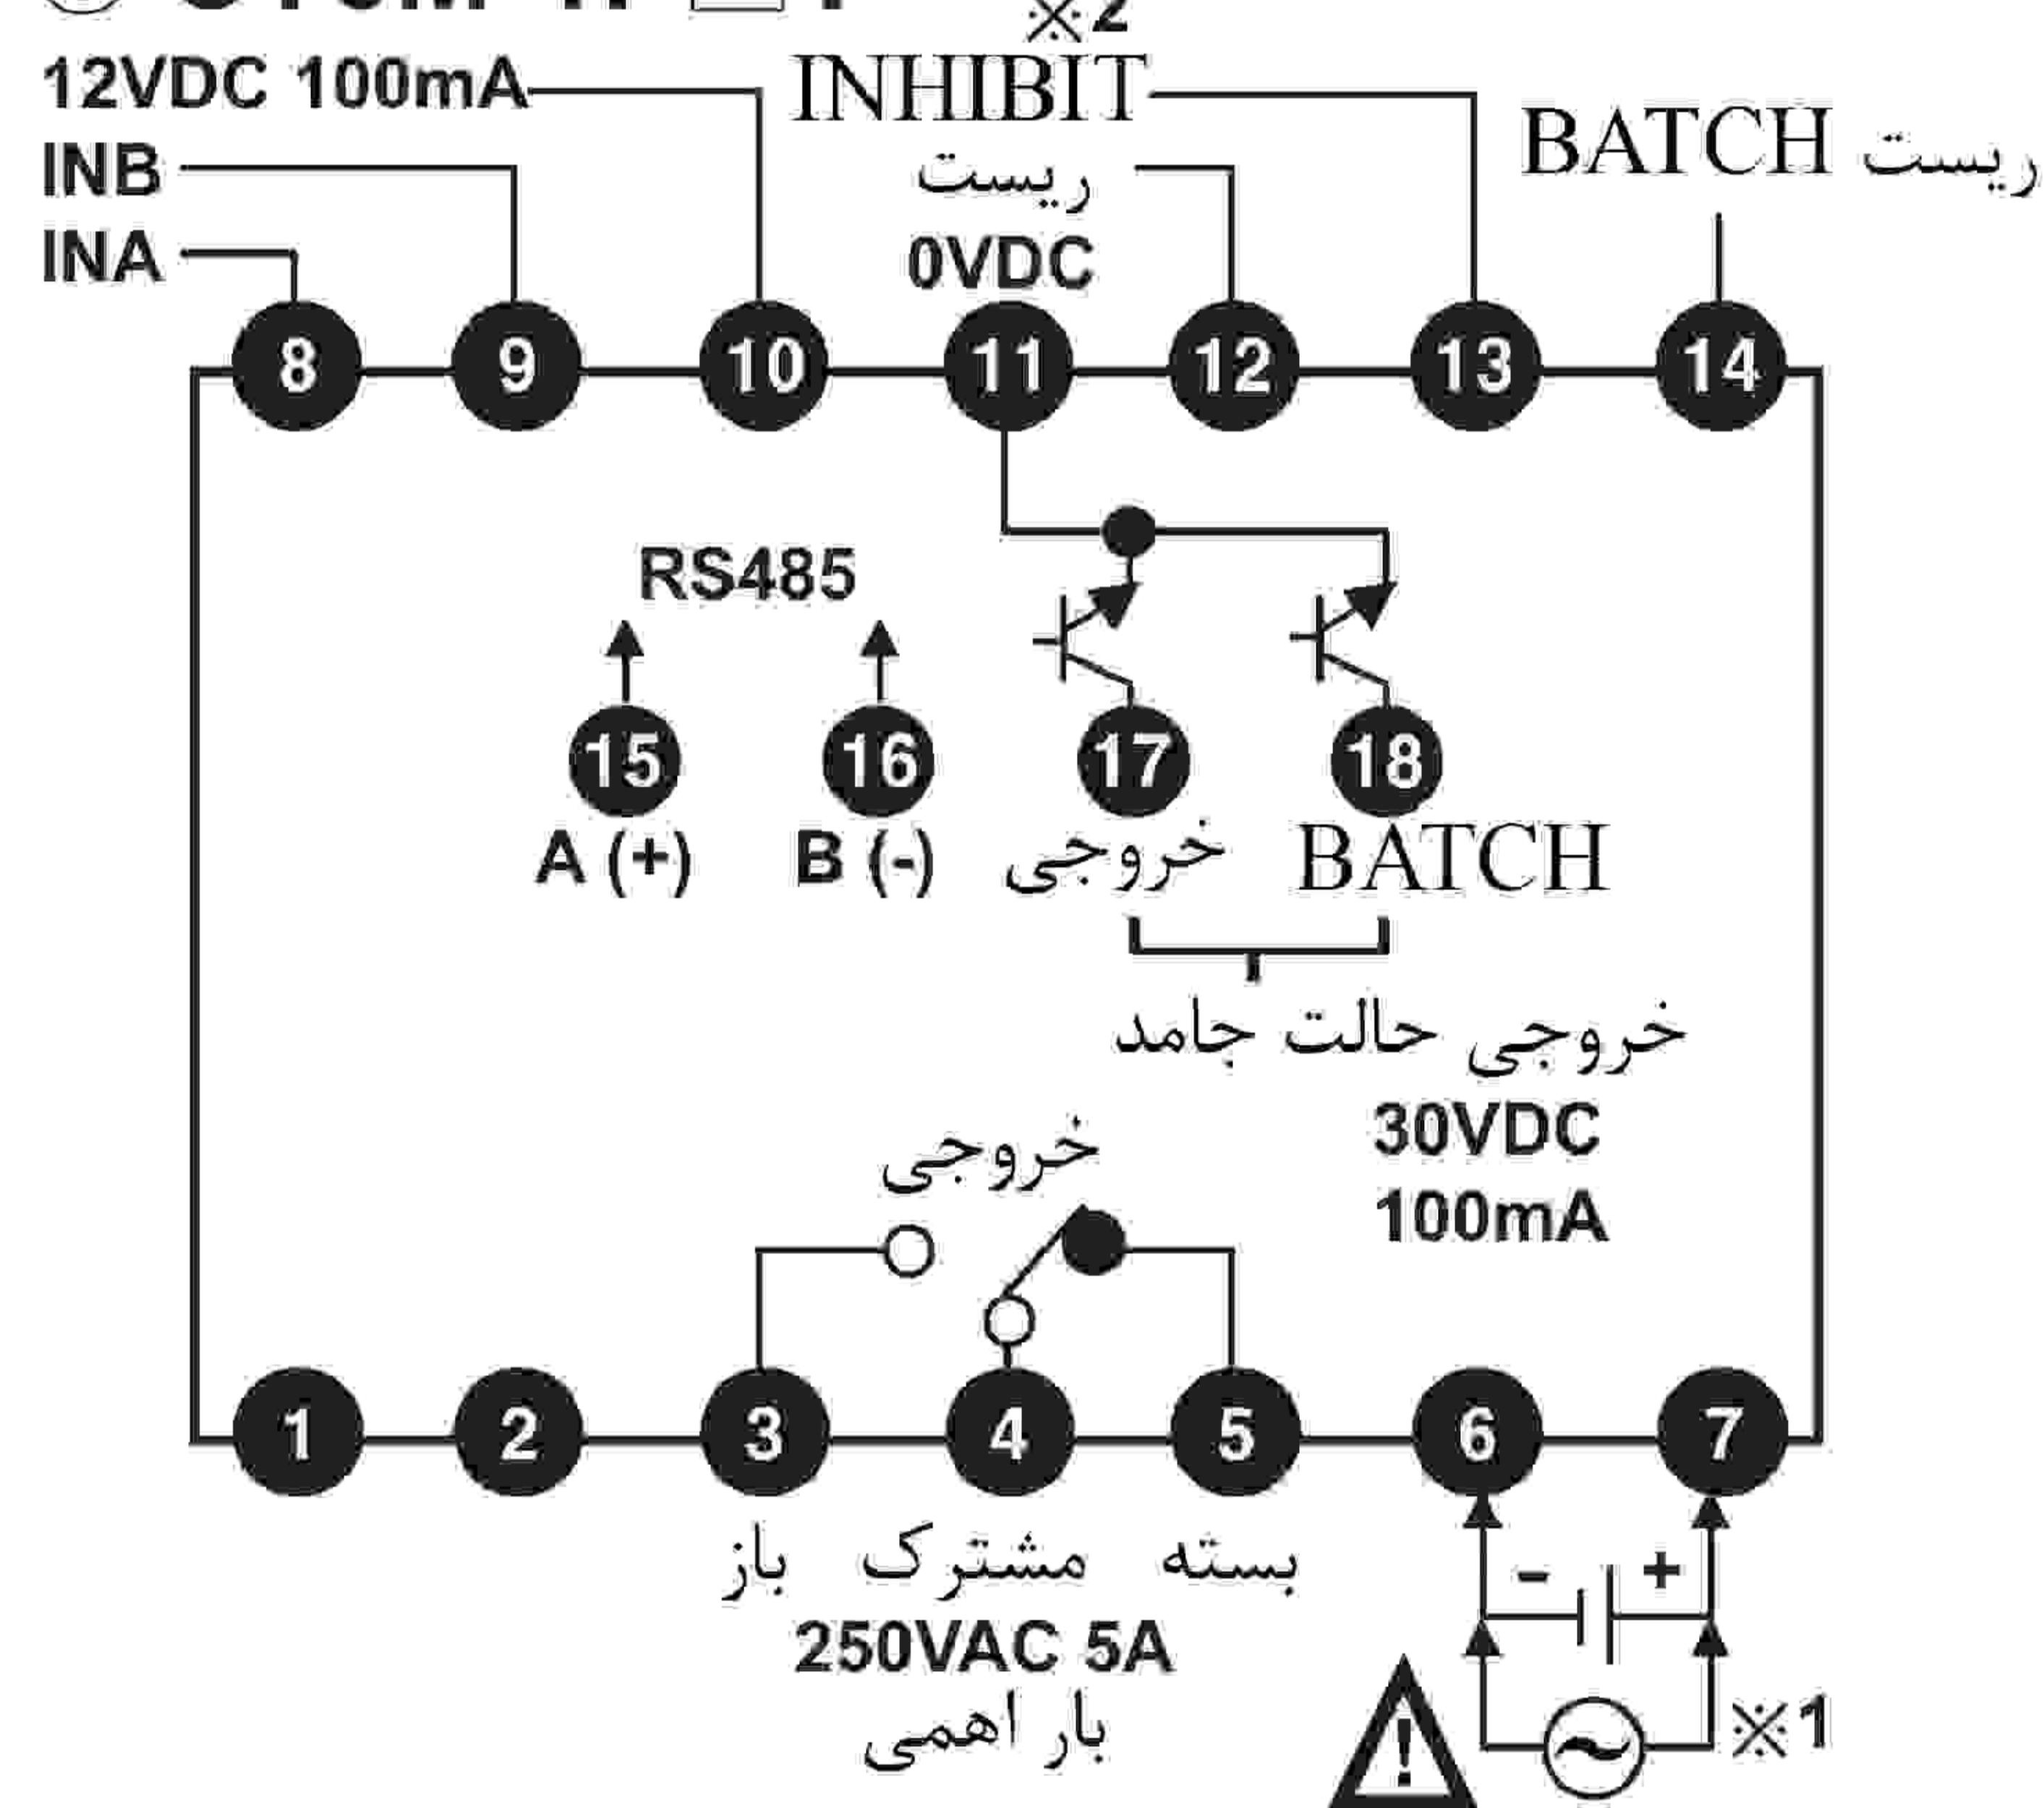 ※2
12VDC 100mA
INHIBIT
BATCH ریست
INB
ریست
INA
0VDC
8 9 10 11 12 13 14
RS485
15 16 17 18
A (+) B (-) خروجی BATCH
خروجی حالت جامد
30VDC
100mA
خروجی
1 2 3 4 5 6 7
باز مشترک بسته
- +
250VAC 5A
بار اهمی
※1
!